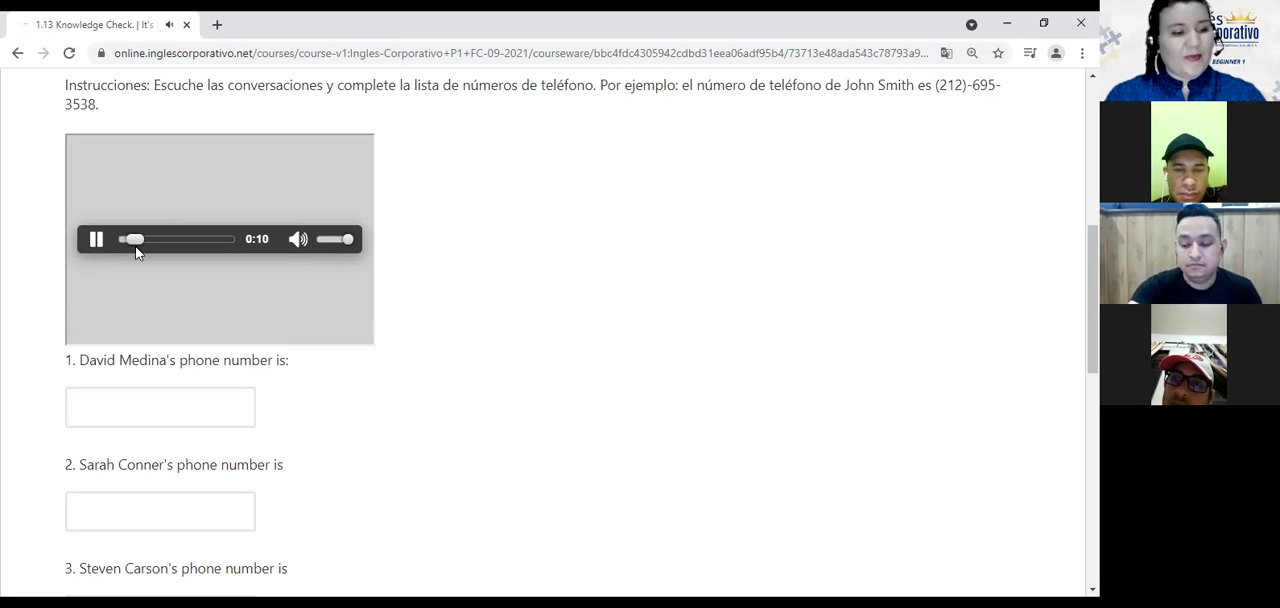 1.13 Knowledge Check. | It's
online.inglescorporativo.net/courses/course-v1:Ingles-Corporativo+P1+FC-09-2021/courseware/bbc4fdc4305942cdbd31eea06adf95b4/73713e48ada543c78793a9...
Instrucciones: Escuche las conversaciones y complete la lista de números de teléfono. Por ejemplo: el número de teléfono de John Smith es (212)-695-
3538.
0:10
1. David Medina's phone number is:
2. Sarah Conner's phone number is
3. Steven Carson's phone number is
BEGINNER 1